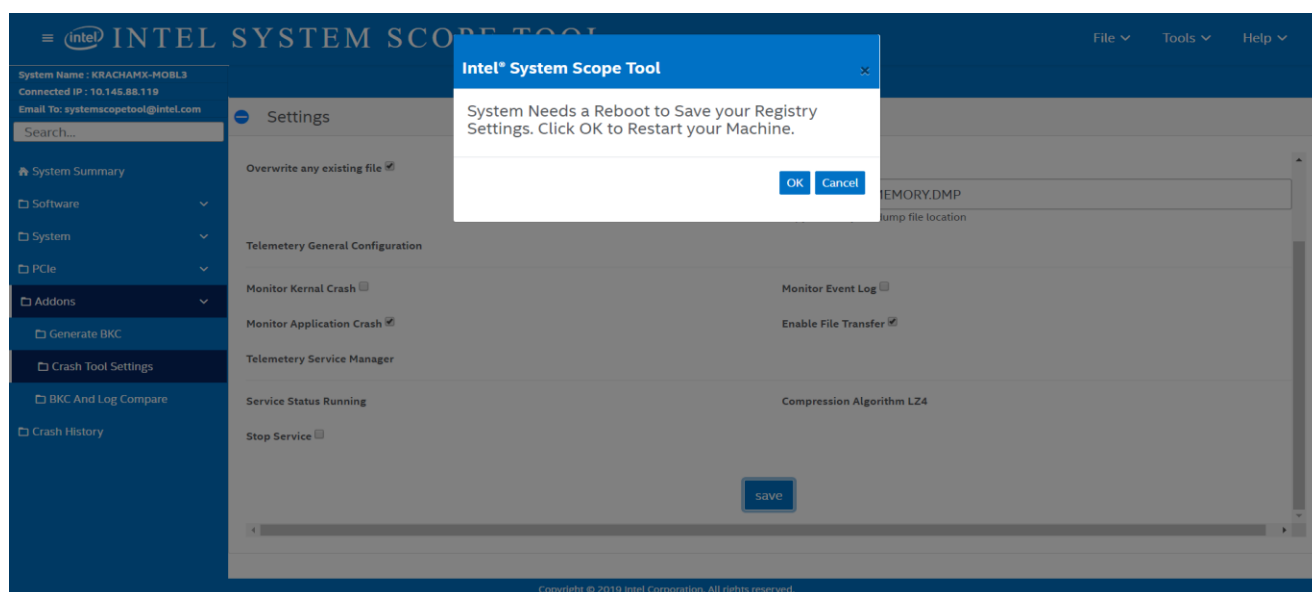 intel INTEL SYSTEM SCOPE TOOL
File Tools Help
System Name : KRACHAMX-MOBL3
Connected IP : 10.145.88.119
Email To: systemscopetool@intel.com
Search...
System Summary
Software
System
PCIe
Addons
Generate BKC
Crash Tool Settings
BKC And Log Compare
Crash History
Intel® System Scope Tool
×
System Needs a Reboot to Save your Registry
Settings. Click OK to Restart your Machine.
OK Cancel
Settings
Overwrite any existing file
MEMORY.DMP
dump file location
Telemetery General Configuration
Monitor Kernal Crash
Monitor Event Log
Monitor Application Crash
Enable File Transfer
Telemetery Service Manager
Service Status Running
Compression Algorithm LZ4
Stop Service
save
Copyright © 2019 Intel Corporation. All rights reserved.